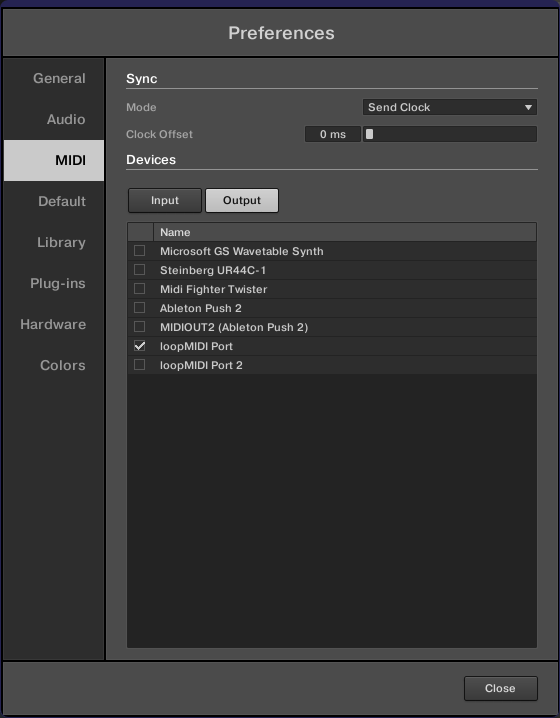 Preferences
General
Audio
MIDI
Default
Library
Plug-ins
Hardware
Colors
Sync
Mode
Send Clock
Clock Offset
0 ms
Devices
Input
Output
Name
Microsoft GS Wavetable Synth
Steinberg UR44C-1
Midi Fighter Twister
Ableton Push 2
MIDIOUT2 (Ableton Push 2)
loopMIDI Port
loopMIDI Port 2
Close